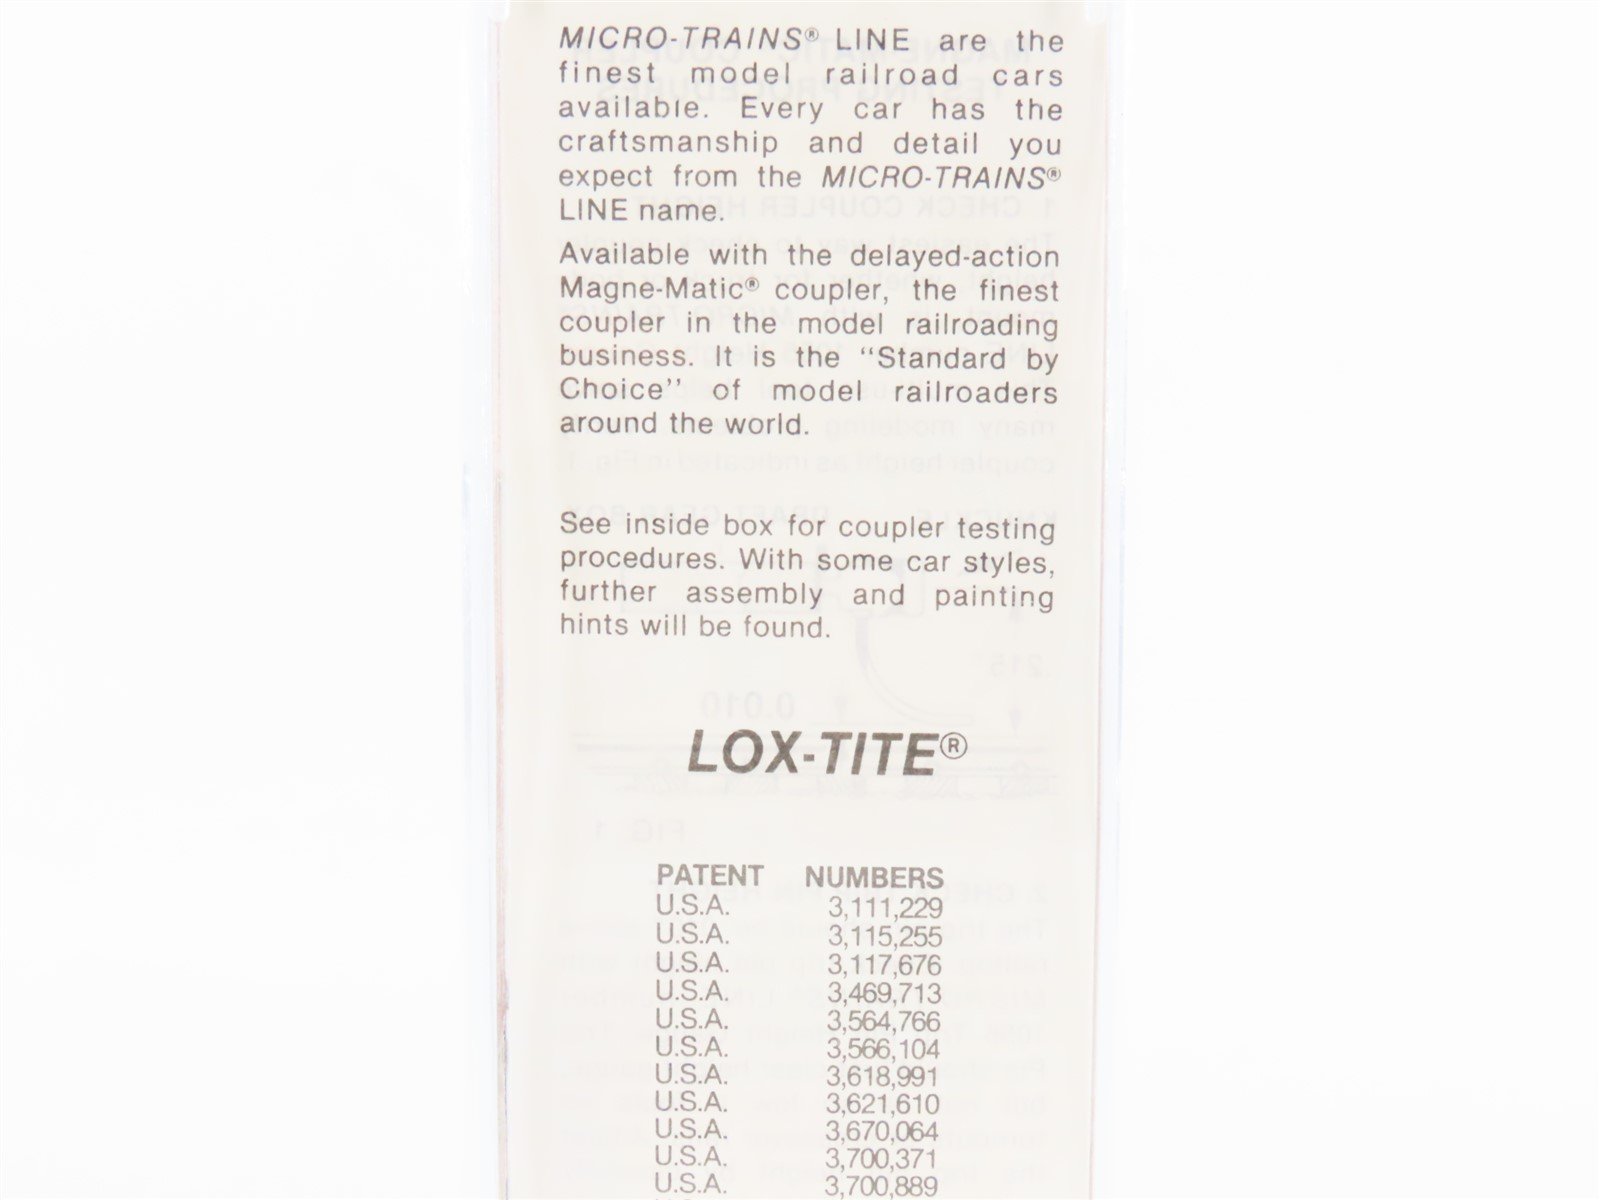 MICRO-TRAINS® LINE are the
finest model railroad cars
available. Every car has the
craftsmanship and detail you
expect from the MICRO-TRAINS®
LINE name.
Available with the delayed-action
Magne-Matic® coupler, the finest
coupler in the model railroading
business. It is the "Standard by
Choice" of model railroaders
around the world.
See inside box for coupler testing
procedures. With some car styles,
further assembly and painting
hints will be found.
LOX-TITE®
PATENT NUMBERS
U.S.A. 3,111,229
U.S.A. 3,115,255
U.S.A. 3,117,676
U.S.A. 3,469,713
U.S.A. 3,564,766
U.S.A. 3,566,104
U.S.A. 3,618,991
U.S.A. 3,621,610
U.S.A. 3,670,064
U.S.A. 3,700,371
U.S.A. 3,700,889